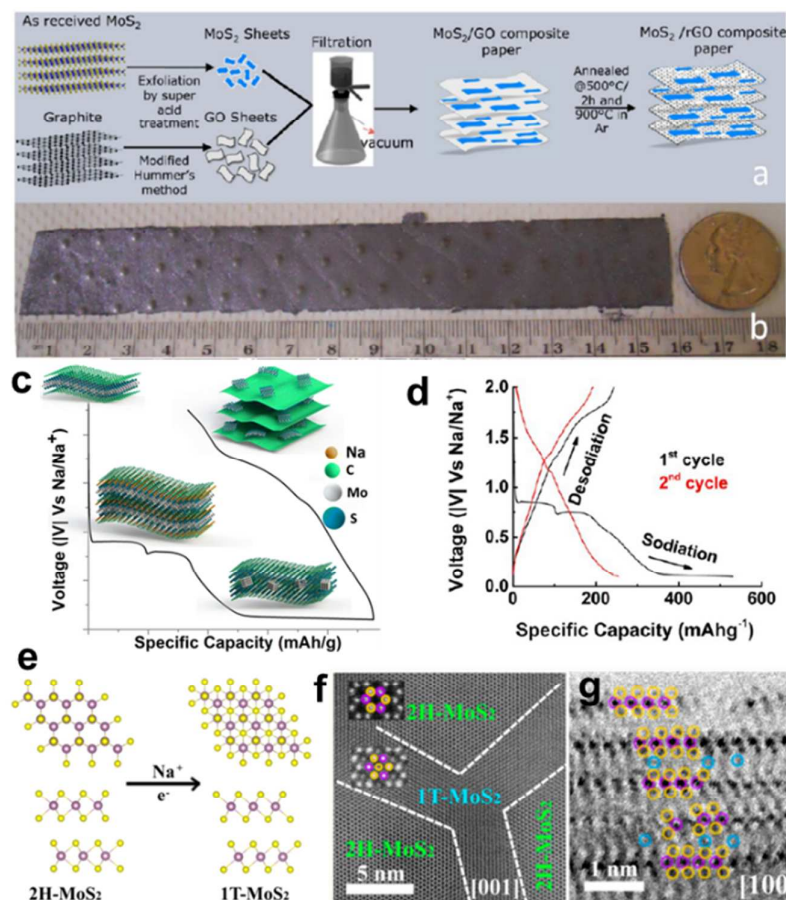 As received MoS₂
MoS₂ Sheets
Exfoliation
by super
acid
treatment
GO Sheets
Graphite
Modified
Hummer's
method
Filtration
vacuum
MoS₂/GO composite
paper
Annealed
@500°C/
2h and
900°C in
Ar
MoS₂ /rGO composite
paper
a
1 2 3 4 5 6 7 8 9 10 11 12 13 14 15 16 17 18
b
c
Voltage (|V| Vs Na/Na⁺)
Na
C
Mo
S
Specific Capacity (mAh/g)
d
Voltage (|V| Vs Na/Na⁺)
2.0
1.5
1.0
0.5
0.0
Desodiation
1ˢᵗ cycle
2ⁿᵈ cycle
Sodiation
0 200 400 600
Specific Capacity (mAhg⁻¹)
e
Na⁺
e⁻
2H-MoS₂
1T-MoS₂
f
2H-MoS₂
1T-MoS₂
2H-MoS₂
2H-MoS₂
5 nm
[001]
g
1 nm
[100